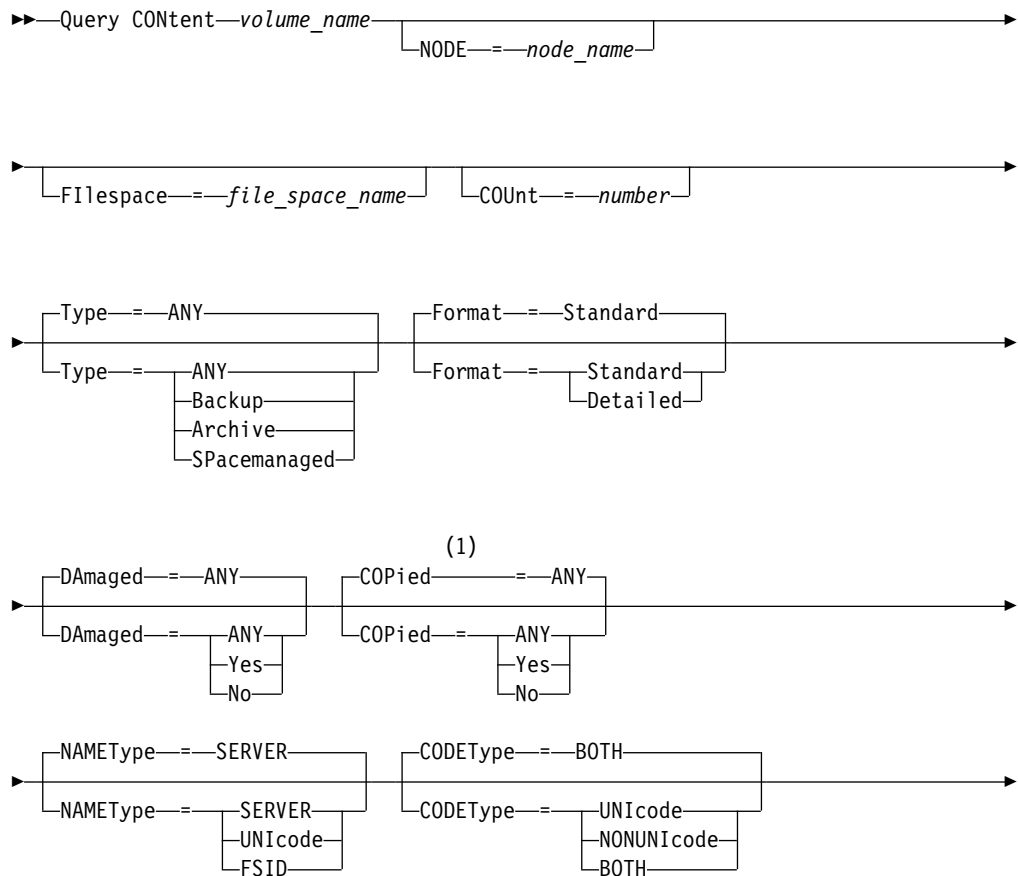 Query CONtent volume_name
NODE = node_name
FIlespace = file_space_name COUnt = number
Type = ANY Format = Standard
Type = ANY Format = Standard
Backup Detailed
Archive
SPacemanaged
(1)
DAmaged = ANY COPied = ANY
DAmaged = ANY COPied = ANY
Yes Yes
No No
NAMEType = SERVER CODEType = BOTH
NAMEType = SERVER CODEType = UNIcode
UNIcode NONUNIcode
FSID BOTH